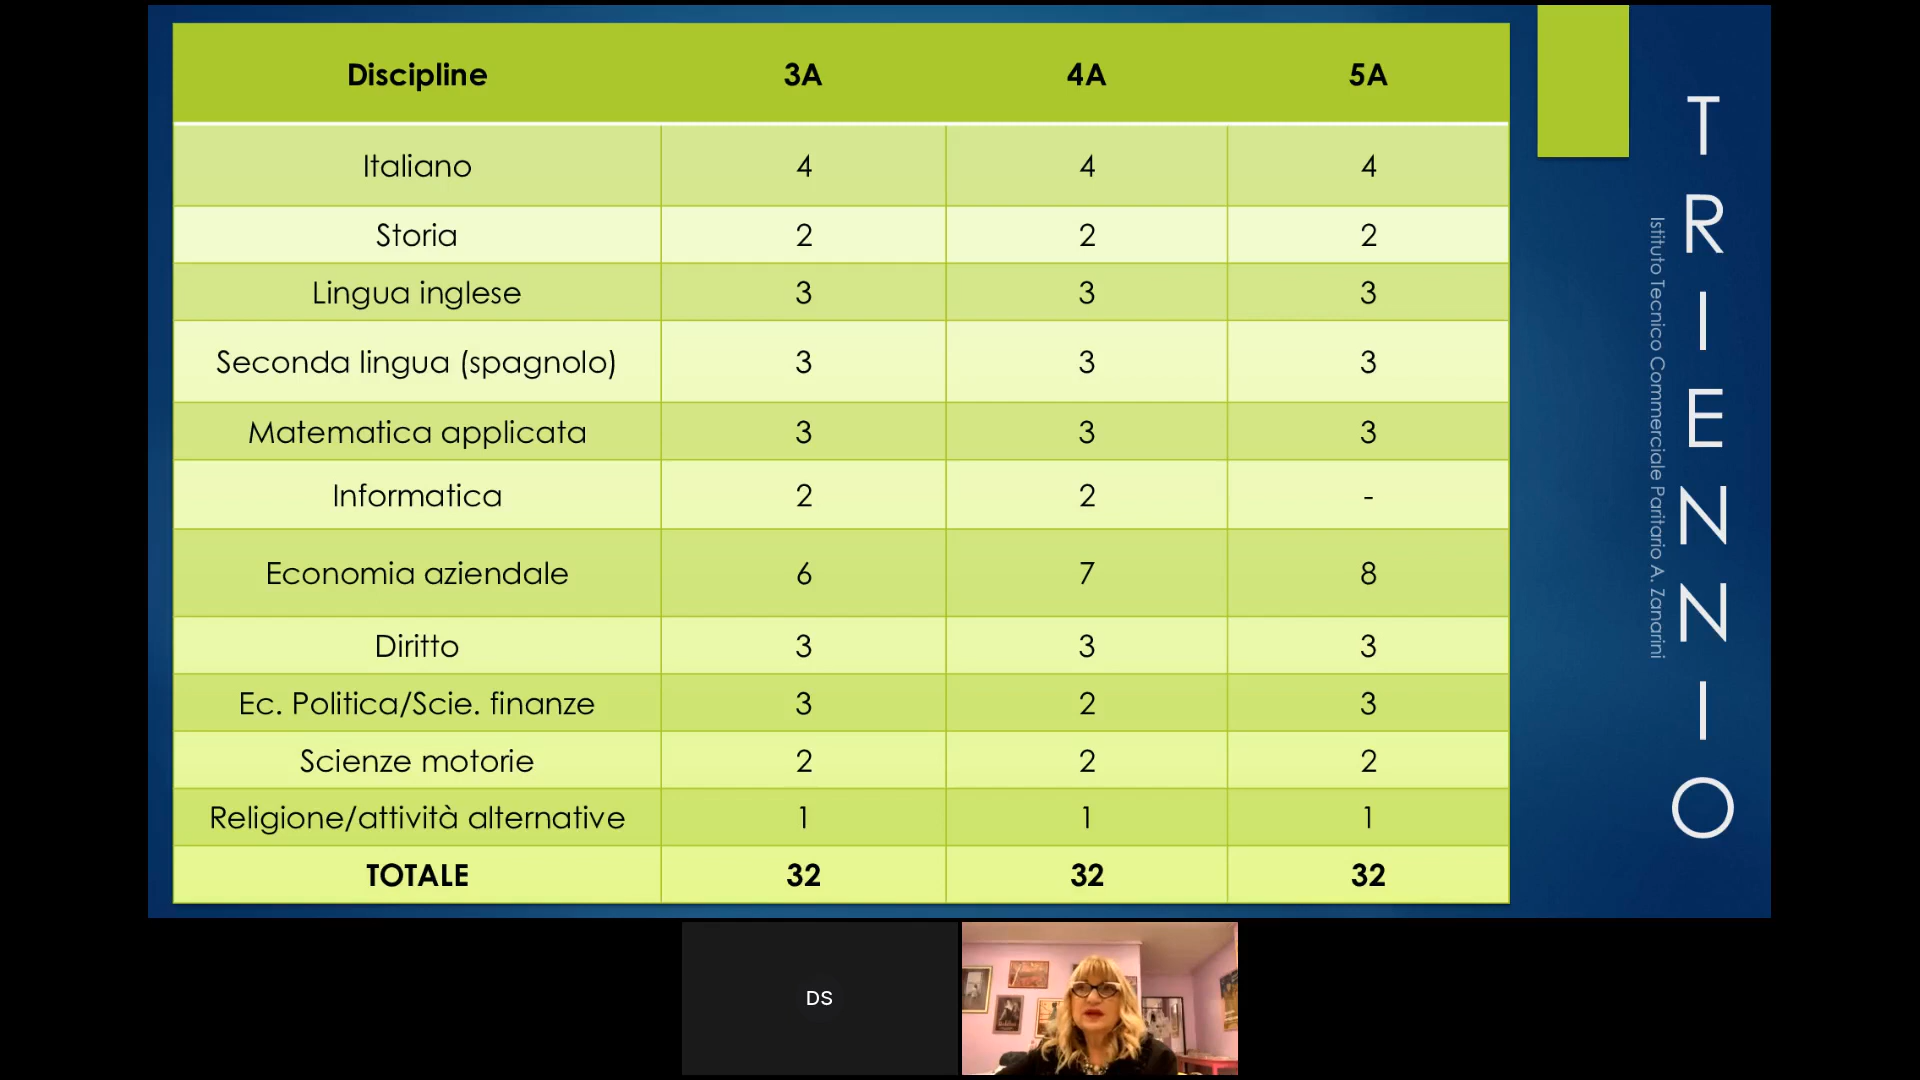 Discipline 3A 4A 5A
Italiano 4 4 4
Storia 2 2 2
Lingua inglese 3 3 3
Seconda lingua (spagnolo) 3 3 3
Matematica applicata 3 3 3
Informatica 2 2 -
Economia aziendale 6 7 8
Diritto 3 3 3
Ec. Politica/Scie. finanze 3 2 3
Scienze motorie 2 2 2
Religione/attività alternative 1 1 1
TOTALE 32 32 32
Istituto Tecnico Commerciale Paritario A. Zanarini
TRIENNIO
DS